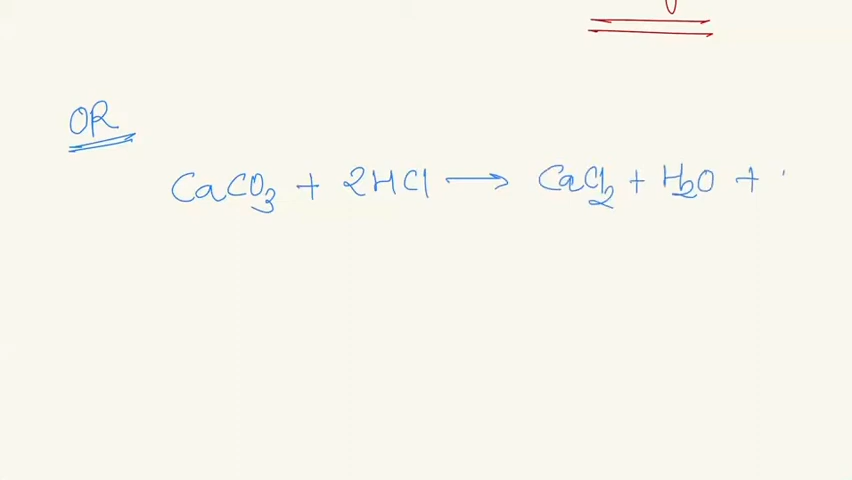 OR
CaCO₃ + 2HCl ⟶ CaCl₂ + H₂O +